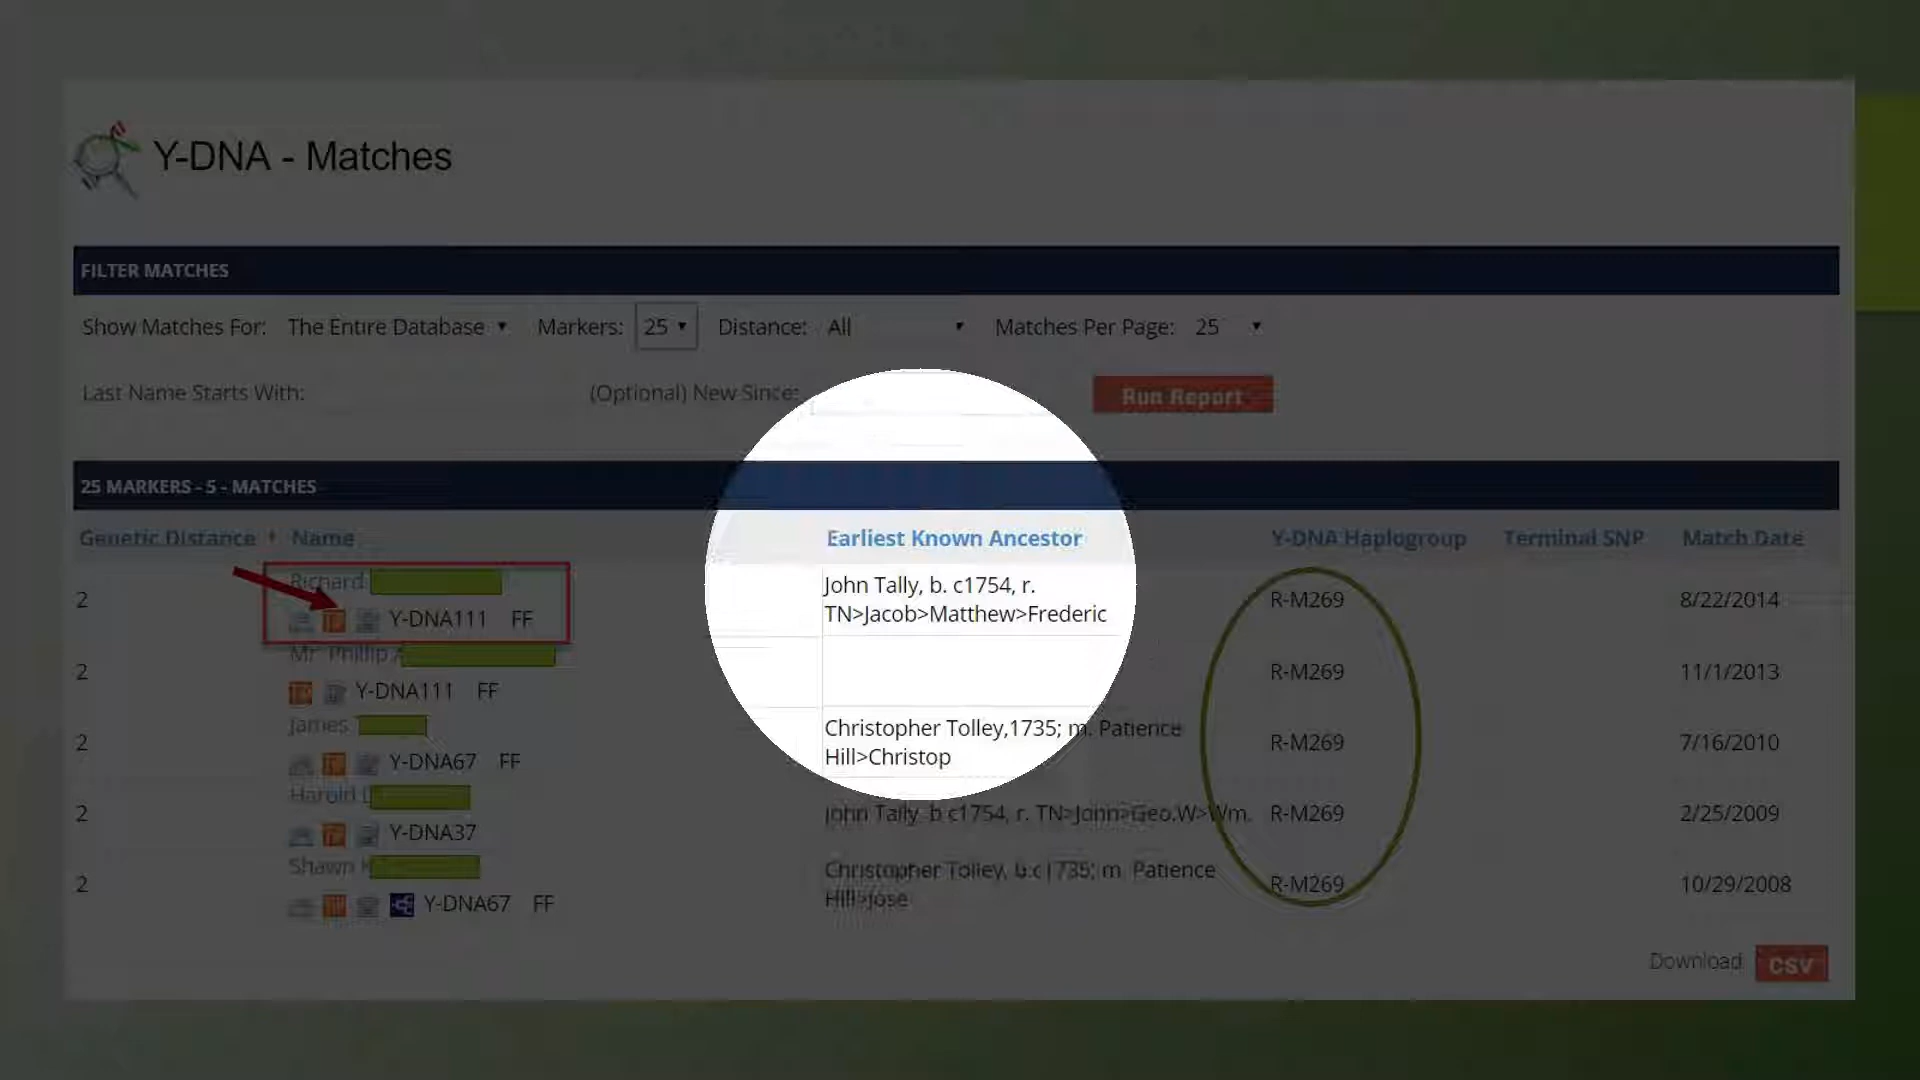 Y-DNA - Matches
FILTER MATCHES
Show Matches For: The Entire Database Markers: 25 Distance: All Matches Per Page: 25
Last Name Starts With: (Optional) New Since: Run Report
25 MARKERS - 5 - MATCHES
Genetic Distance Name Earliest Known Ancestor Y-DNA Haplogroup Terminal SNP Match Date
2 Richard John Tally, b. c1754, r. R-M269 8/22/2014
Y-DNA111 FF TN>Jacob>Matthew>Frederic
2 Mr. Phillip A R-M269 11/1/2013
Y-DNA111 FF
2 James Christopher Tolley,1735; m. Patience R-M269 7/16/2010
Y-DNA67 FF Hill>Christop
2 Harold John Tally, b c1754, r. TN>John>Geo.W>Wm. R-M269 2/25/2009
Y-DNA37
2 Shawn Christopher Tolley, b.c1735; m. Patience R-M269 10/29/2008
Y-DNA67 FF Hill>Jose
Download: CSV